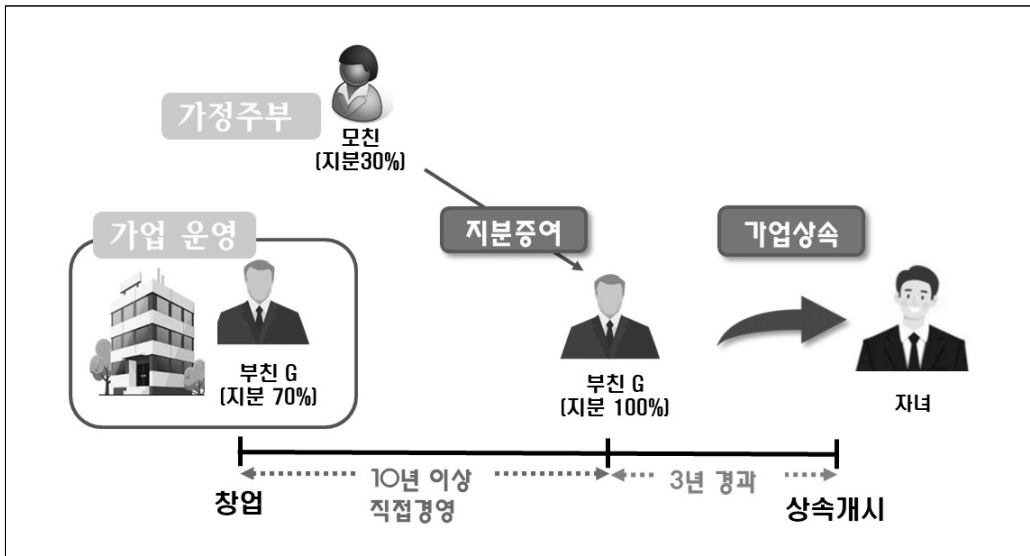 가정주부
모친
(지분30%)
가업 운영
지분증여
가업상속
부친 G
(지분 70%)
부친 G
(지분 100%)
자녀
10년 이상
직접경영
3년 경과
창업
상속개시